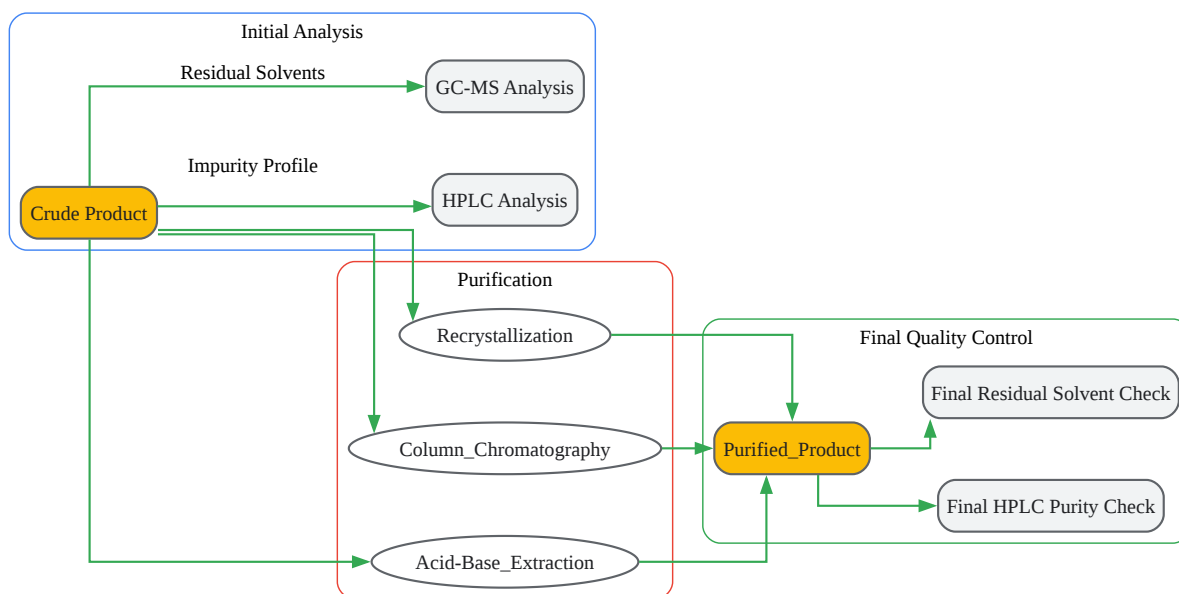 Initial Analysis
Residual Solvents
GC-MS Analysis
Impurity Profile
HPLC Analysis
Crude Product
Purification
Recrystallization
Final Quality Control
Final Residual Solvent Check
Column_Chromatography
Purified_Product
Final HPLC Purity Check
Acid-Base_Extraction